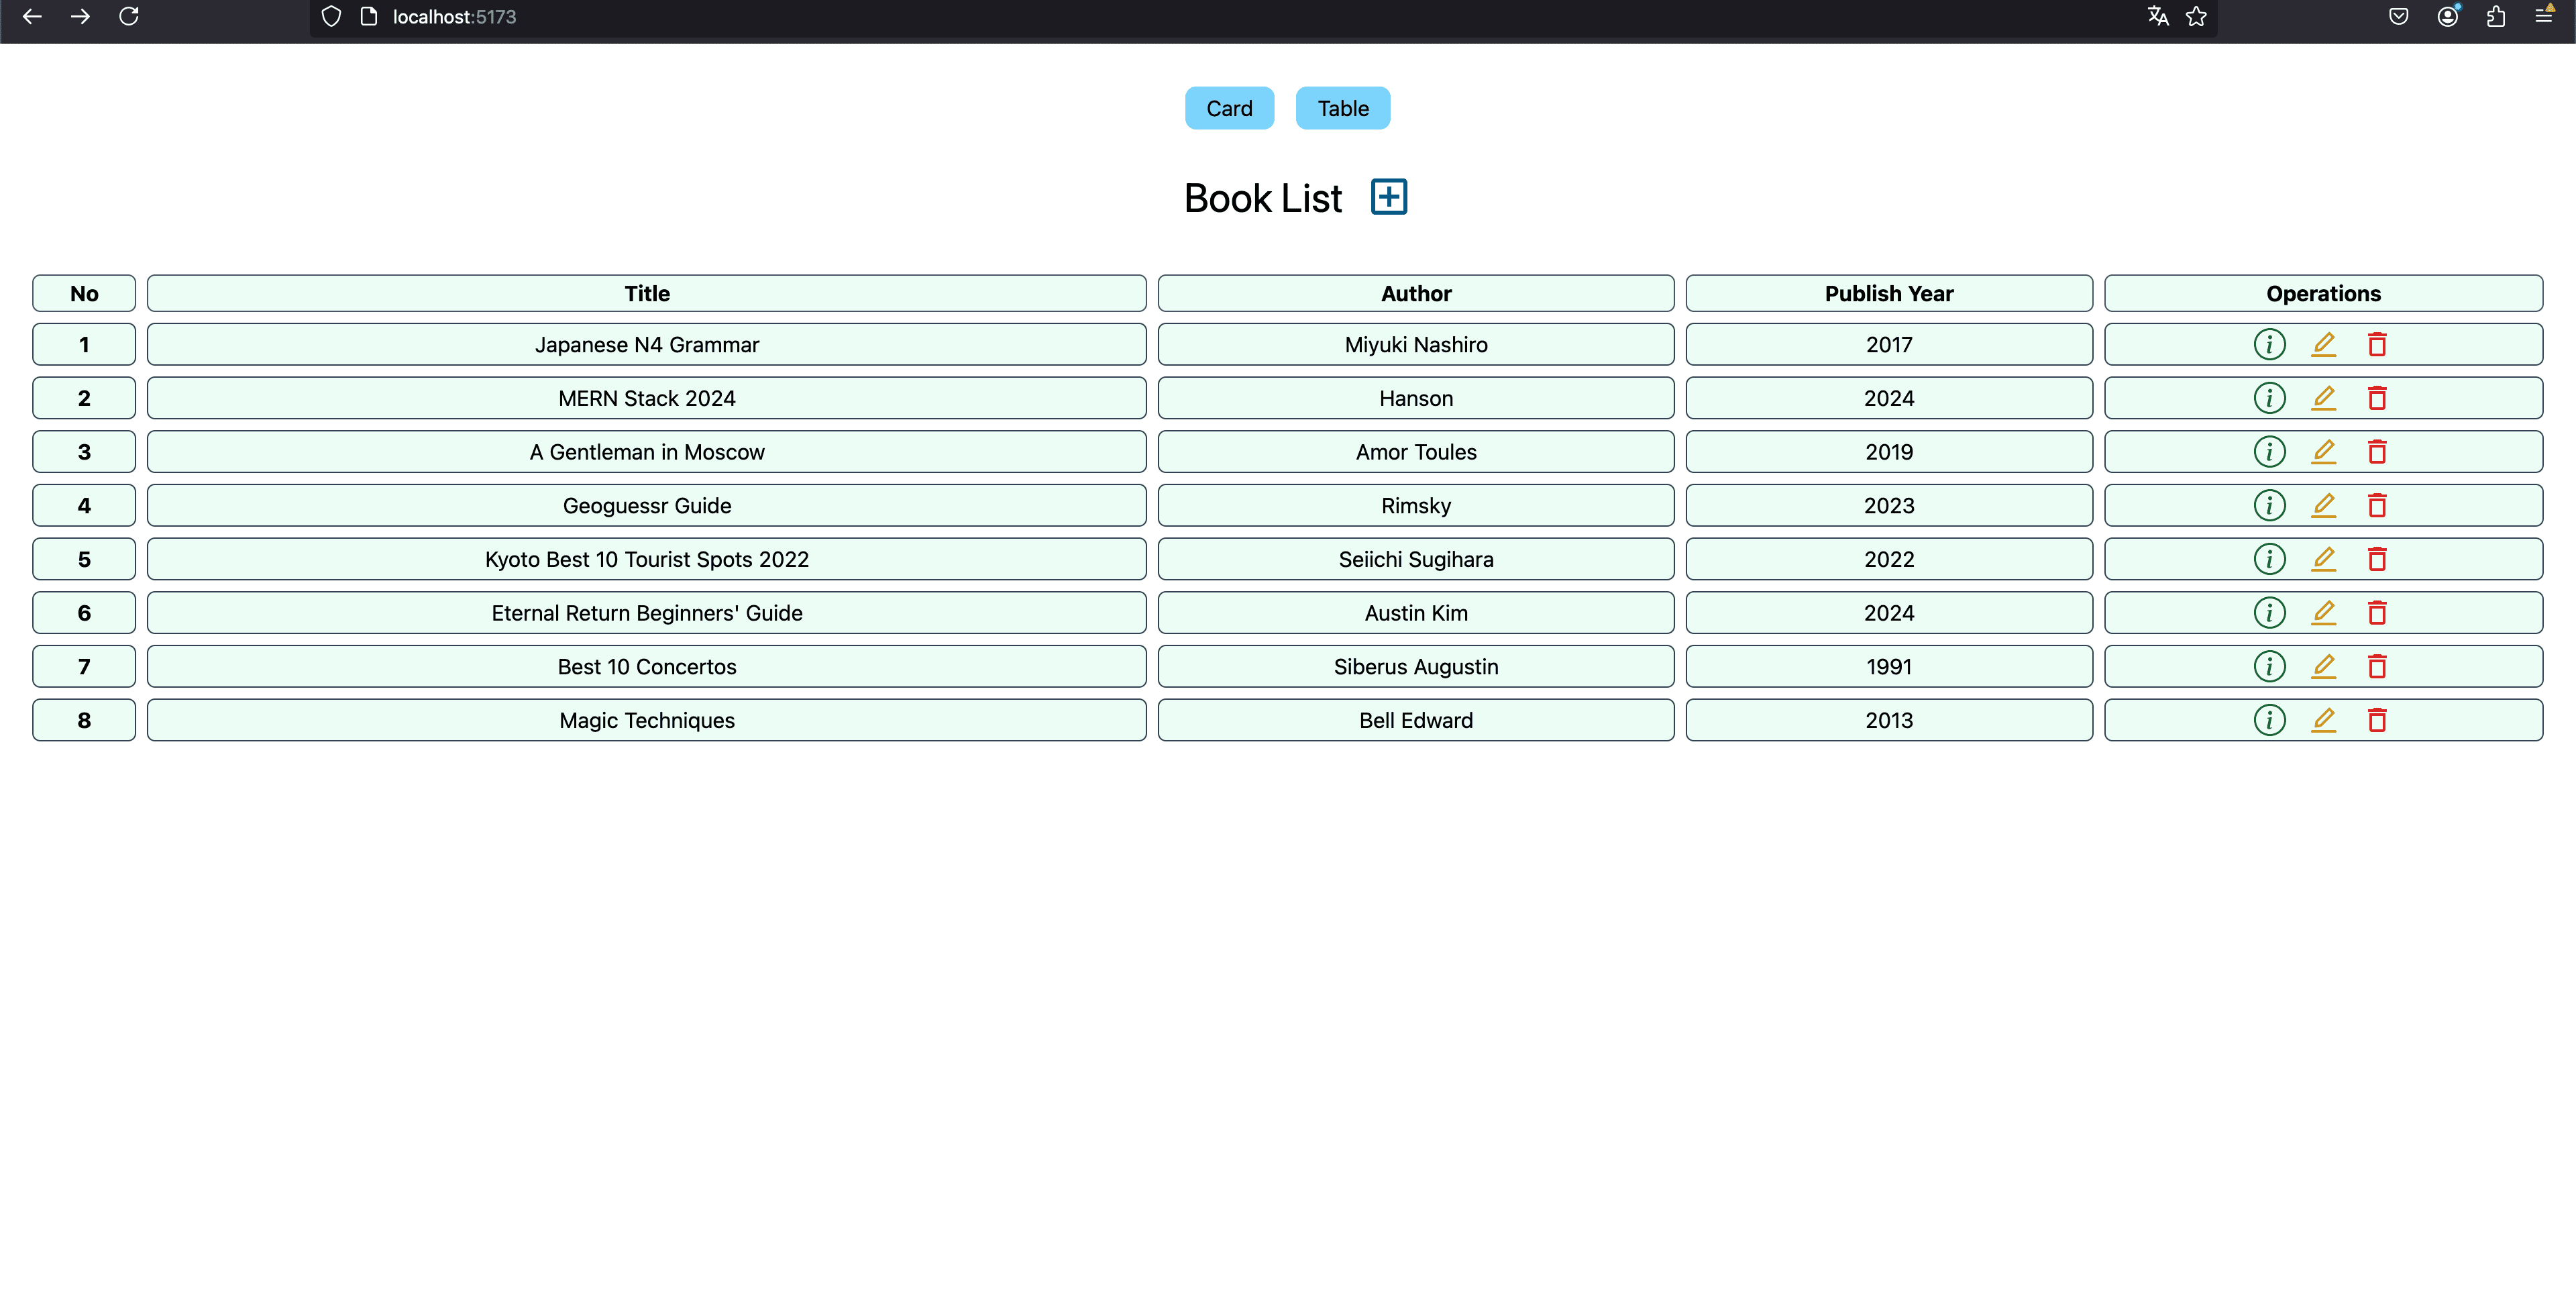 localhost:5173
Card Table
Book List
No Title Author Publish Year Operations
1 Japanese N4 Grammar Miyuki Nashiro 2017
2 MERN Stack 2024 Hanson 2024
3 A Gentleman in Moscow Amor Toules 2019
4 Geoguessr Guide Rimsky 2023
5 Kyoto Best 10 Tourist Spots 2022 Seiichi Sugihara 2022
6 Eternal Return Beginners' Guide Austin Kim 2024
7 Best 10 Concertos Siberus Augustin 1991
8 Magic Techniques Bell Edward 2013